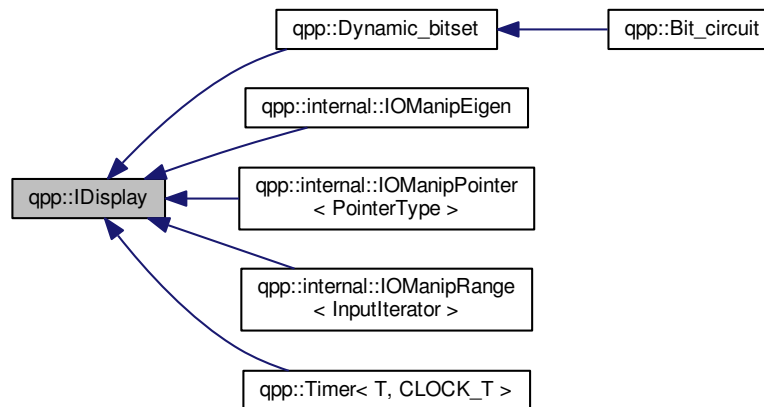 qpp::Dynamic_bitset
qpp::Bit_circuit
qpp::internal::IOManipEigen
qpp::internal::IOManipPointer
< PointerType >
qpp::IDisplay
qpp::internal::IOManipRange
< InputIterator >
qpp::Timer< T, CLOCK_T >